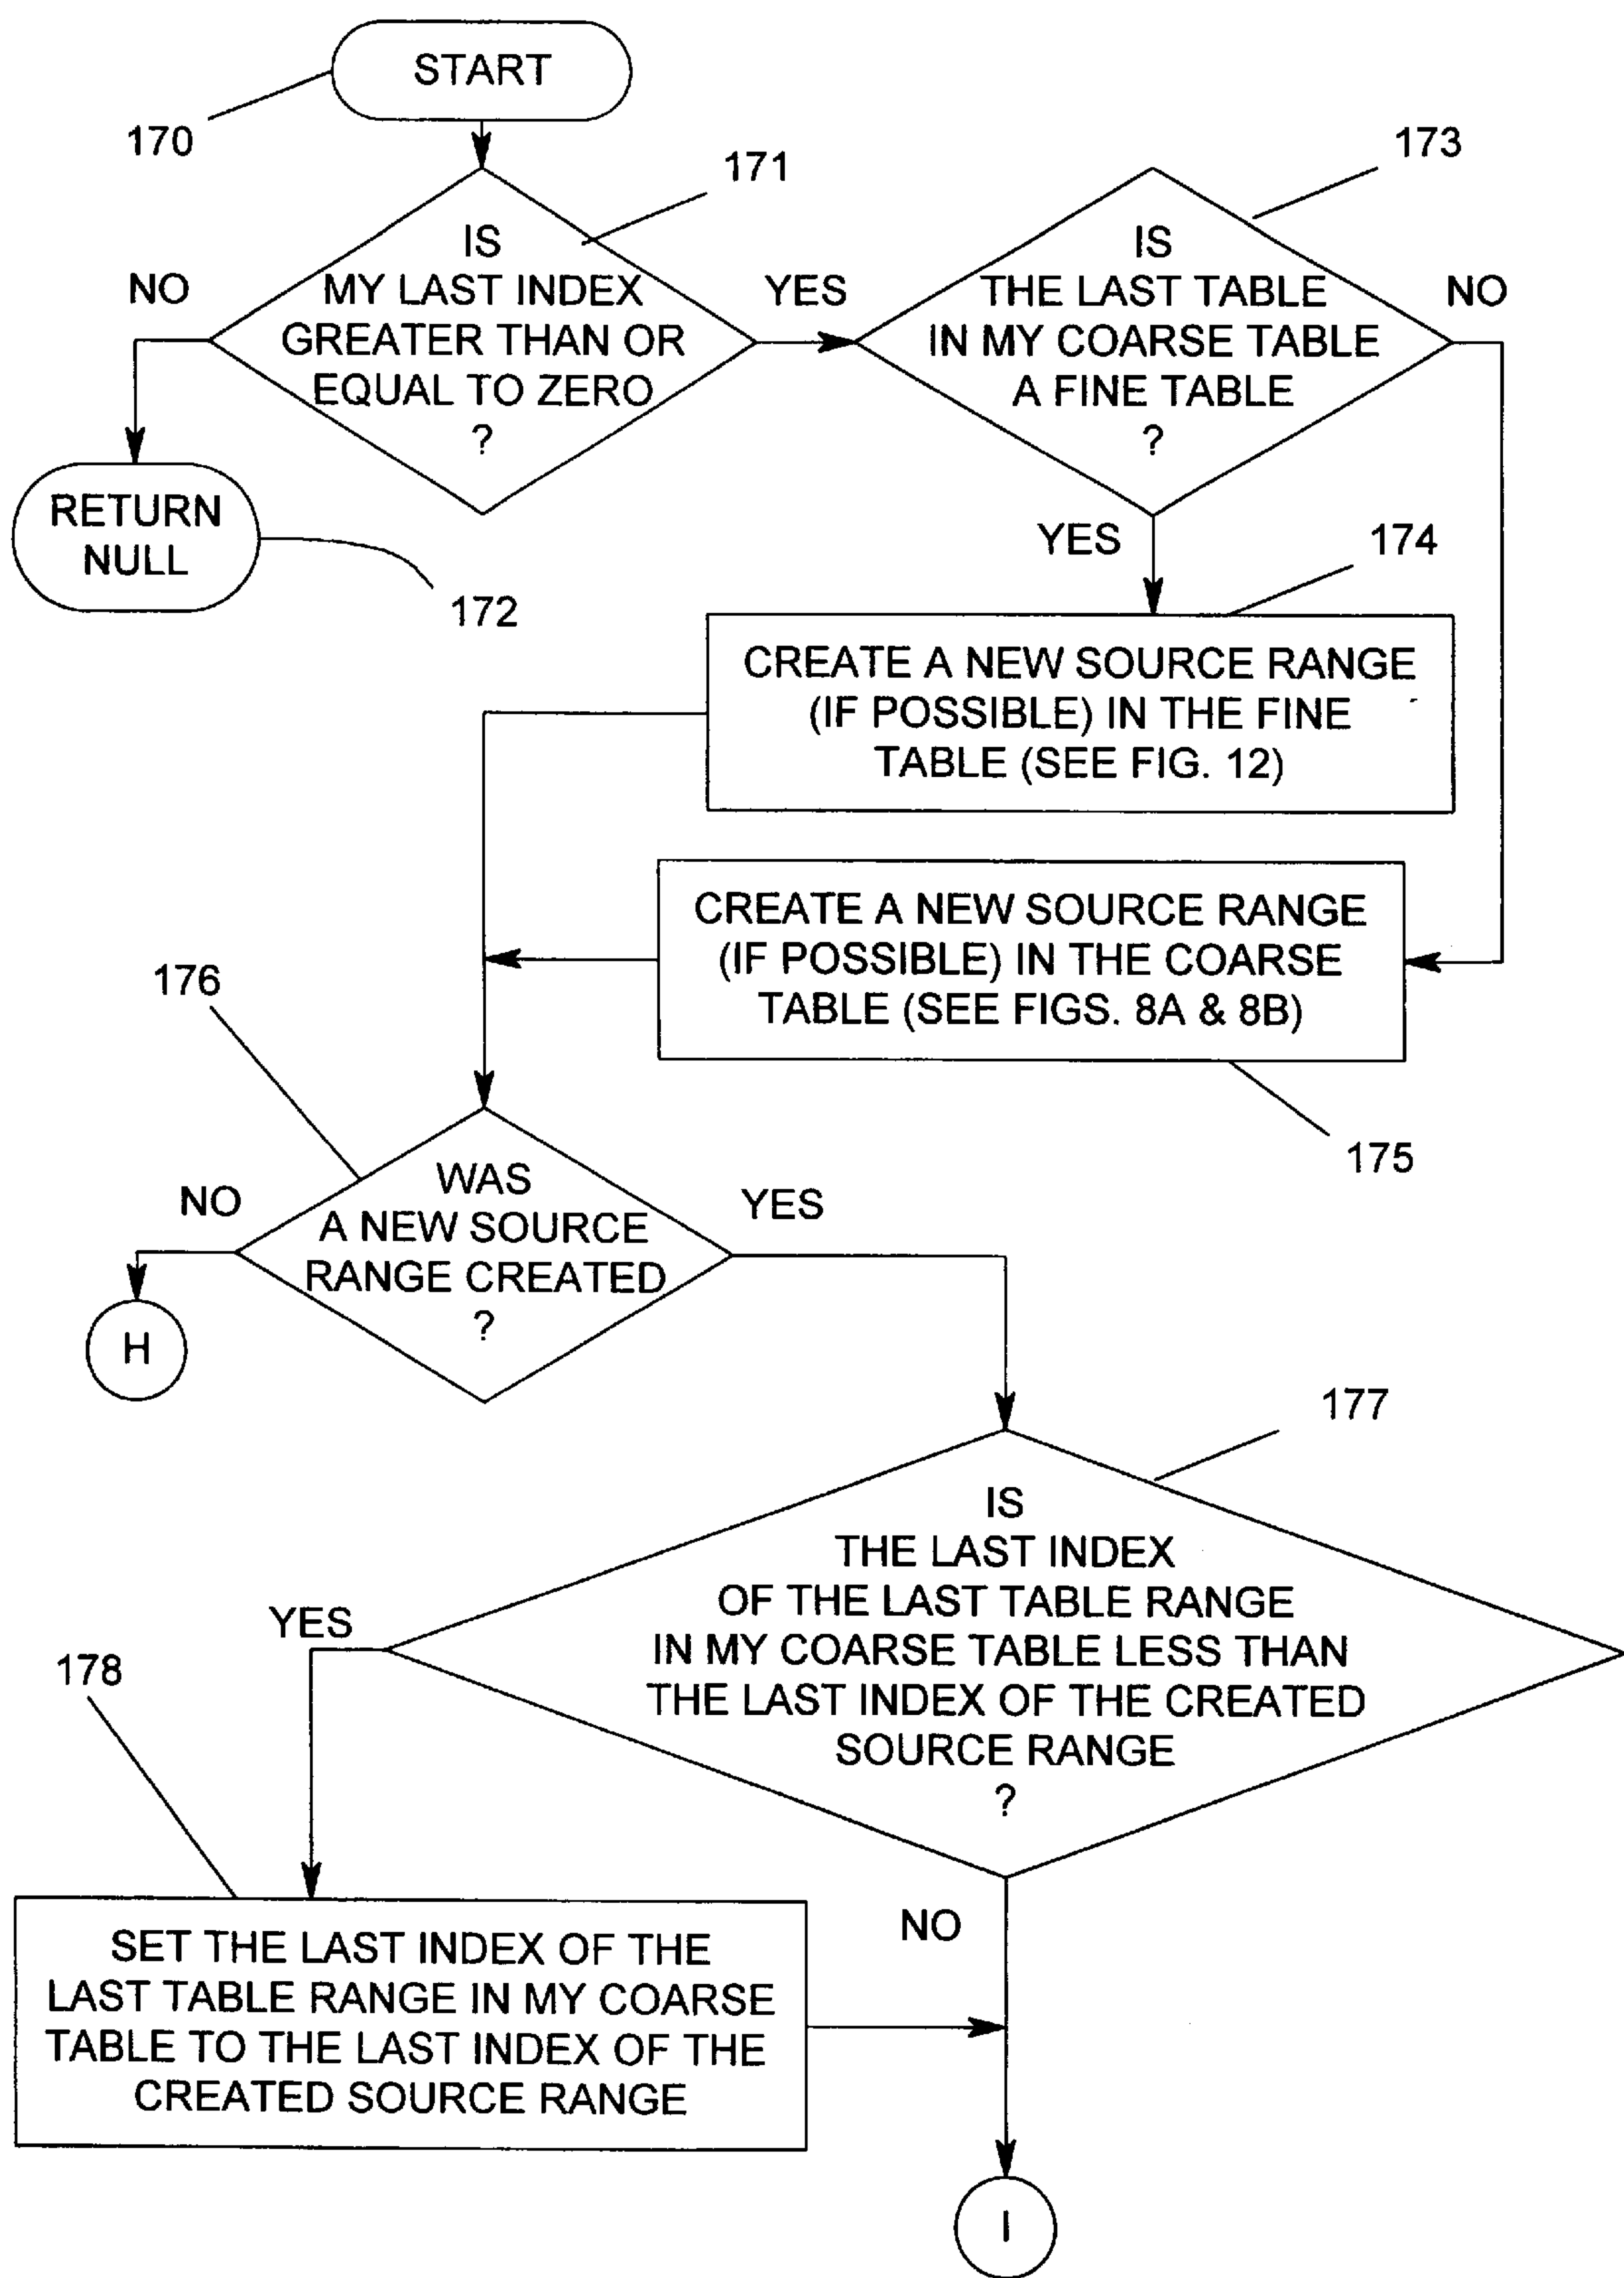 START
170
171
173
IS
MY LAST INDEX
GREATER THAN OR
EQUAL TO ZERO
?
NO
YES
IS
THE LAST TABLE
IN MY COARSE TABLE
A FINE TABLE
?
NO
RETURN
NULL
172
YES
174
CREATE A NEW SOURCE RANGE
(IF POSSIBLE) IN THE FINE
TABLE (SEE FIG. 12)
CREATE A NEW SOURCE RANGE
(IF POSSIBLE) IN THE COARSE
TABLE (SEE FIGS. 8A & 8B)
175
176
WAS
A NEW SOURCE
RANGE CREATED
?
NO
YES
H
177
IS
THE LAST INDEX
OF THE LAST TABLE RANGE
IN MY COARSE TABLE LESS THAN
THE LAST INDEX OF THE CREATED
SOURCE RANGE
?
YES
178
NO
SET THE LAST INDEX OF THE
LAST TABLE RANGE IN MY COARSE
TABLE TO THE LAST INDEX OF THE
CREATED SOURCE RANGE
I